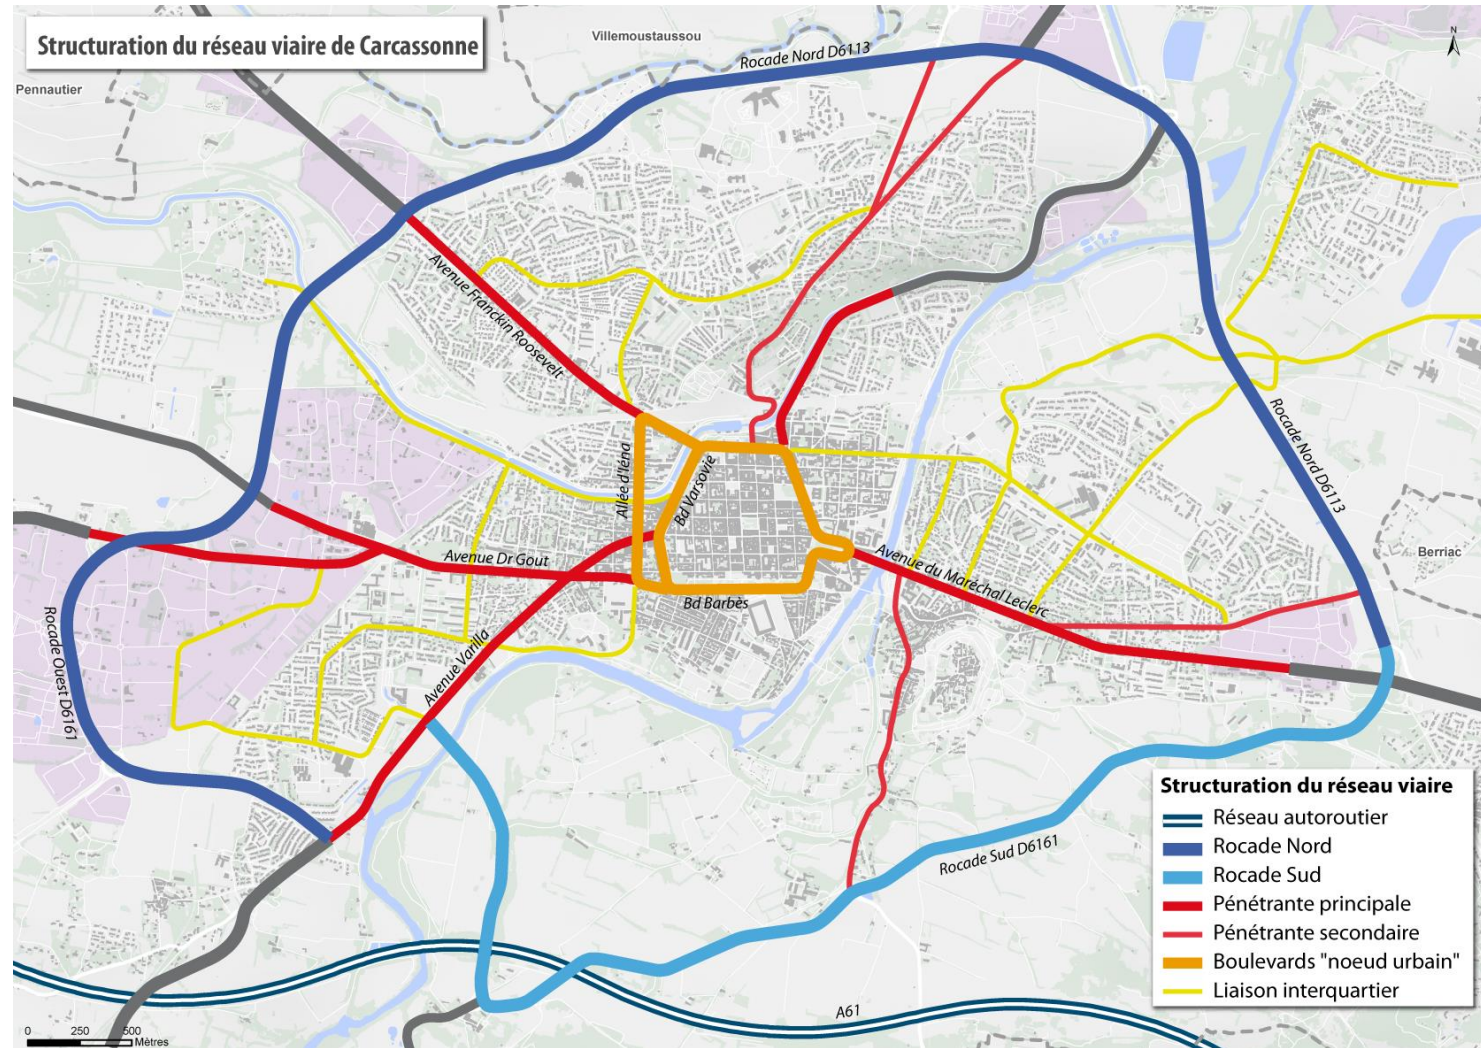 Structuration du réseau viaire de Carcassonne
Villemoustaussou
Rocade Nord D6113
N
Pennautier
Avenue Franckin Roosevelt
Allée d'Iéna
Bd Varsovie
Rocade Nord D6113
Berriac
Avenue Dr Gout
Avenue du Maréchal Leclerc
Bd Barbès
Rocade Ouest D6161
Avenue Varilla
Rocade Sud D6161
A61
Structuration du réseau viaire
Réseau autoroutier
Rocade Nord
Rocade Sud
Pénétrante principale
Pénétrante secondaire
Boulevards "noeud urbain"
Liaison interquartier
0 250 500
Mètres